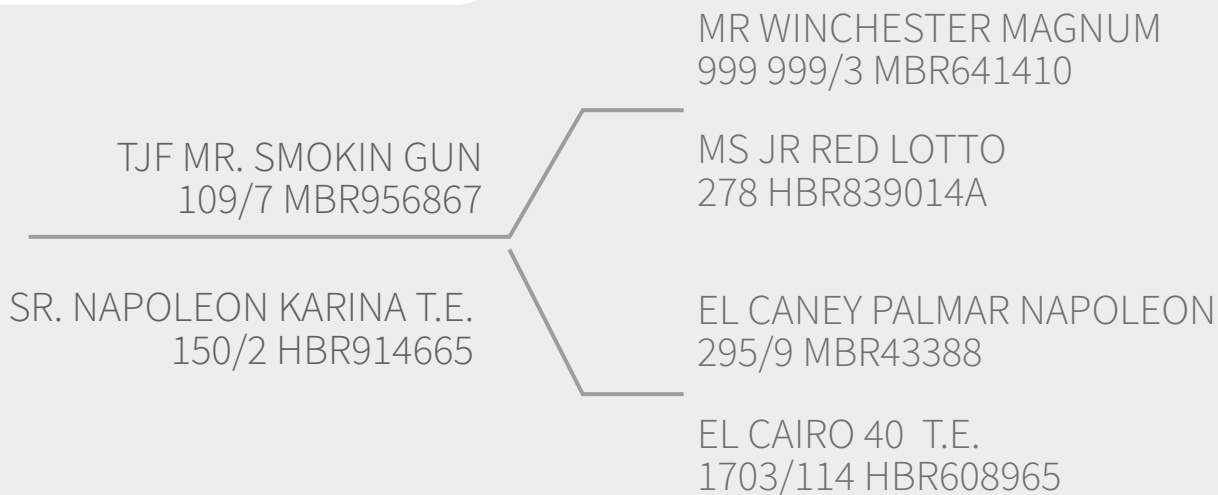 MR WINCHESTER MAGNUM
999 999/3 MBR641410
TJF MR. SMOKIN GUN
109/7 MBR956867
MS JR RED LOTTO
278 HBR839014A
SR. NAPOLEON KARINA T.E.
150/2 HBR914665
EL CANEY PALMAR NAPOLEON
295/9 MBR43388
EL CAIRO 40 T.E.
1703/114 HBR608965